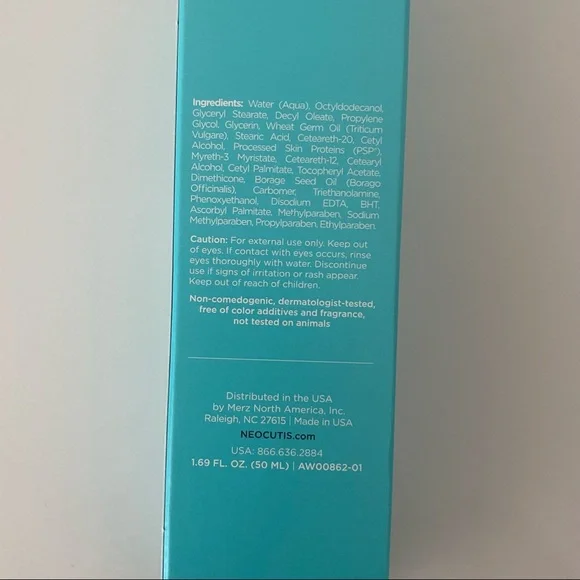 Ingredients: Water (Aqua), Octyldodecanol,
Glyceryl Stearate, Decyl Oleate, Propylene
Glycol, Glycerin, Wheat Germ Oil (Triticum
Vulgare), Stearic Acid, Ceteareth-20, Cetyl
Alcohol, Processed Skin Proteins (PSP®),
Myreth-3 Myristate, Ceteareth-12, Cetearyl
Alcohol, Cetyl Palmitate, Tocopheryl Acetate,
Dimethicone, Borage Seed Oil (Borago
Officinalis), Carbomer, Triethanolamine,
Phenoxyethanol, Disodium EDTA, BHT,
Ascorbyl Palmitate, Methylparaben, Sodium
Methylparaben, Propylparaben, Ethylparaben.
Caution: For external use only. Keep out
of eyes. If contact with eyes occurs, rinse
eyes thoroughly with water. Discontinue
use if signs of irritation or rash appear.
Keep out of reach of children.
Non-comedogenic, dermatologist-tested,
free of color additives and fragrance,
not tested on animals
Distributed in the USA
by Merz North America, Inc.
Raleigh, NC 27615 | Made in USA
NEOCUTIS.com
USA: 866.636.2884
1.69 FL. OZ. (50 ML) | AW00862-01